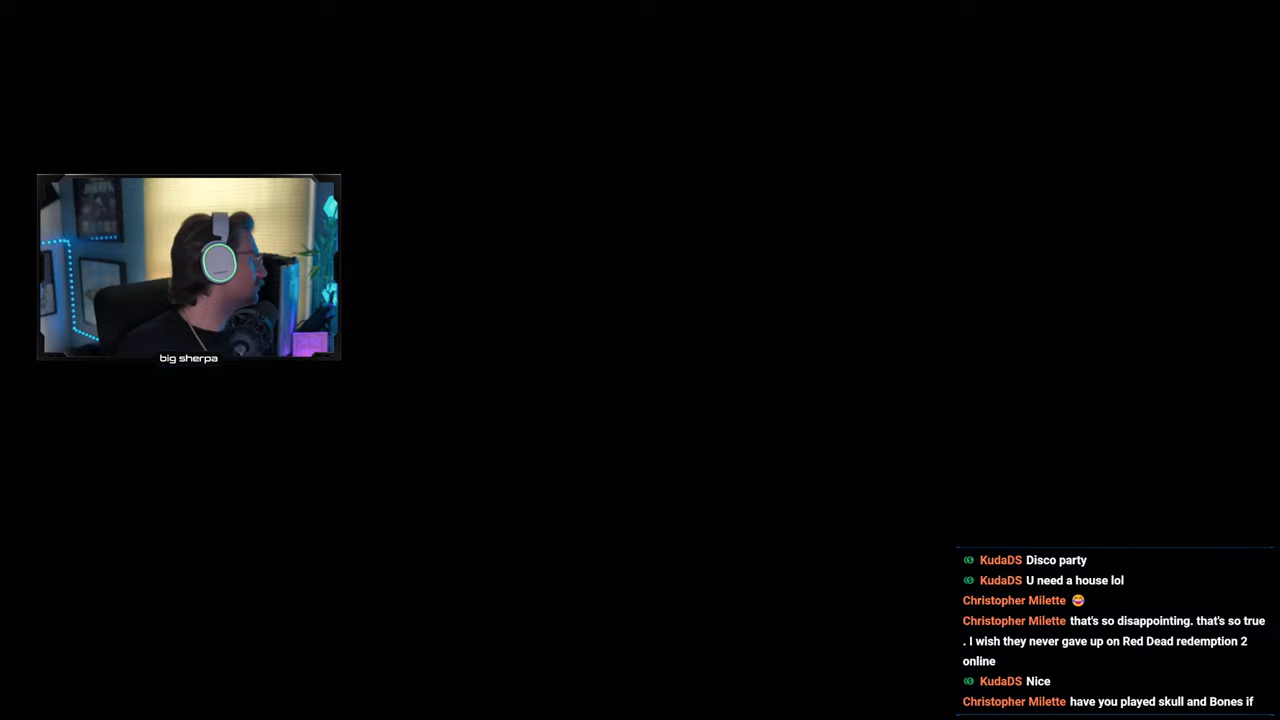 big sherpa
KudaDS Disco party
KudaDS U need a house lol
Christopher Milette 😂
Christopher Milette that's so disappointing. that's so true
. I wish they never gave up on Red Dead redemption 2
online
KudaDS Nice
Christopher Milette have you played skull and Bones if